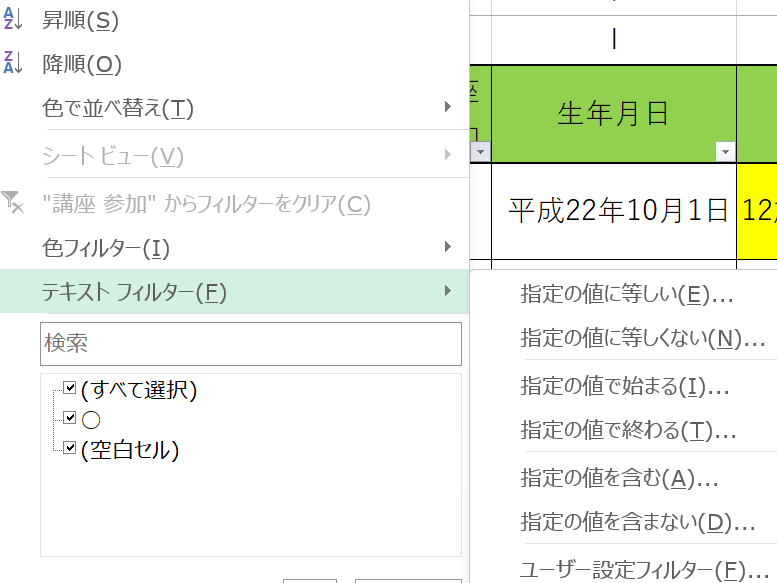 昇順(S)
降順(O)
色で並べ替え(T)
シート ビュー(V)
"講座 参加" からフィルターをクリア(C)
色フィルター(I)
テキスト フィルター(F)
検索
(すべて選択)
〇
(空白セル)
生年月日
平成22年10月1日
12
指定の値に等しい(E)...
指定の値に等しくない(N)...
指定の値で始まる(I)...
指定の値で終わる(T)...
指定の値を含む(A)...
指定の値を含まない(D)...
ユーザー設定フィルター(F)...